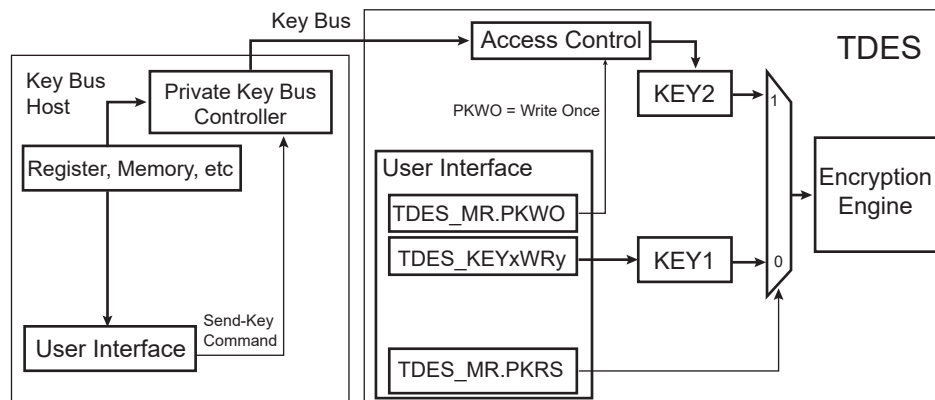 Key Bus
Access Control
TDES
Key Bus
Host
Private Key Bus
Controller
KEY2
1
PKWO = Write Once
Register, Memory, etc
User Interface
TDES_MR.PKWO
Encryption
Engine
TDES_KEYxWRy
KEY1
0
Send-Key
Command
User Interface
TDES_MR.PKRS